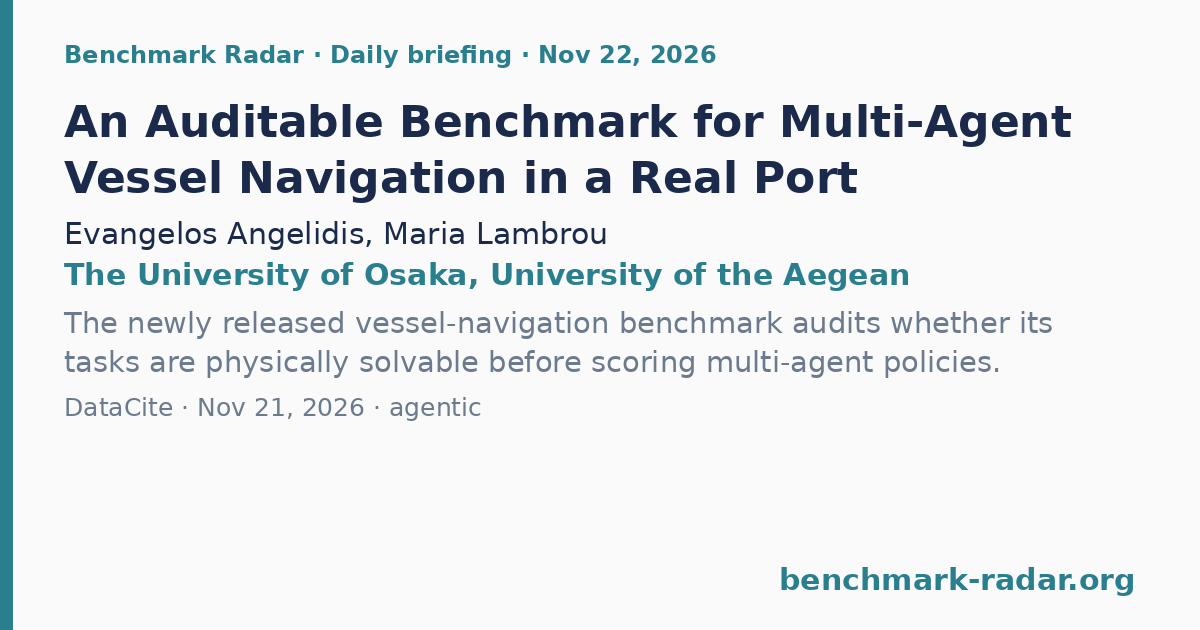 Benchmark Radar · Daily briefing · Nov 22, 2026
An Auditable Benchmark for Multi-Agent
Vessel Navigation in a Real Port
Evangelos Angelidis, Maria Lambrou
The University of Osaka, University of the Aegean
The newly released vessel-navigation benchmark audits whether its
tasks are physically solvable before scoring multi-agent policies.
DataCite · Nov 21, 2026 · agentic
benchmark-radar.org